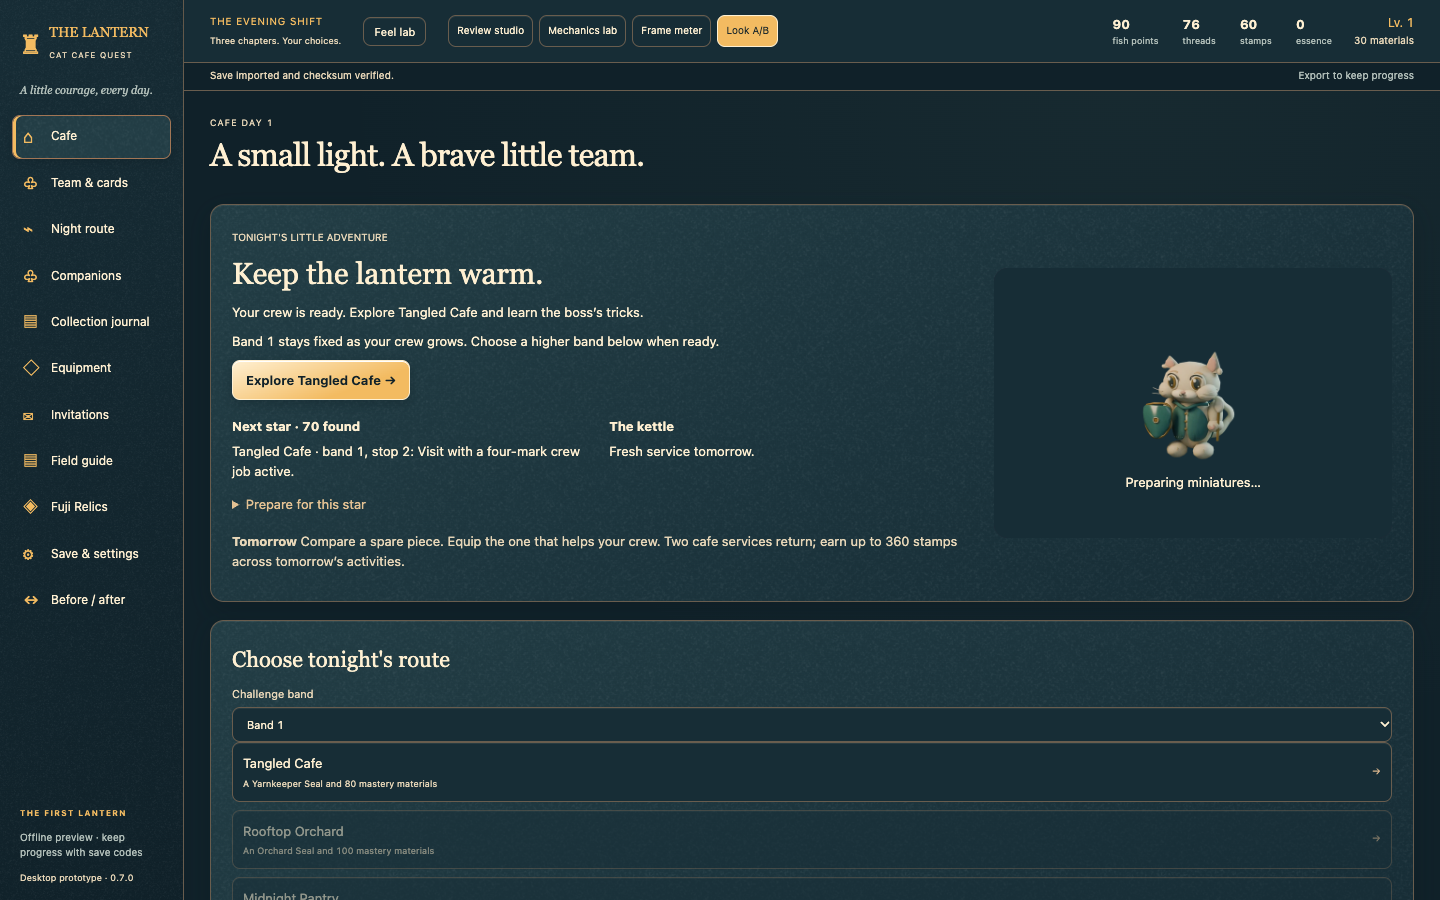 THE LANTERN
CAT CAFE QUEST
A little courage, every day.
Cafe
Team & cards
Night route
Companions
Collection journal
Equipment
Invitations
Field guide
Fuji Relics
Save & settings
Before / after
THE FIRST LANTERN
Offline preview · keep
progress with save codes
Desktop prototype · 0.7.0
THE EVENING SHIFT
Three chapters. Your choices.
Feel lab
Review studio
Mechanics lab
Frame meter
Look A/B
90
fish points
76
threads
60
stamps
0
essence
Lv. 1
30 materials
Save imported and checksum verified.
Export to keep progress
CAFE DAY 1
A small light. A brave little team.
TONIGHT'S LITTLE ADVENTURE
Keep the lantern warm.
Your crew is ready. Explore Tangled Cafe and learn the boss's tricks.
Band 1 stays fixed as your crew grows. Choose a higher band below when ready.
Explore Tangled Cafe →
Next star · 70 found
Tangled Cafe · band 1, stop 2: Visit with a four-mark crew
job active.
The kettle
Fresh service tomorrow.
▶ Prepare for this star
Tomorrow Compare a spare piece. Equip the one that helps your crew. Two cafe services return; earn up to 360 stamps
across tomorrow's activities.
Preparing miniatures…
Choose tonight's route
Challenge band
Band 1
Tangled Cafe
A Yarnkeeper Seal and 80 mastery materials
→
Rooftop Orchard
An Orchard Seal and 100 mastery materials
→
Midnight Pantry